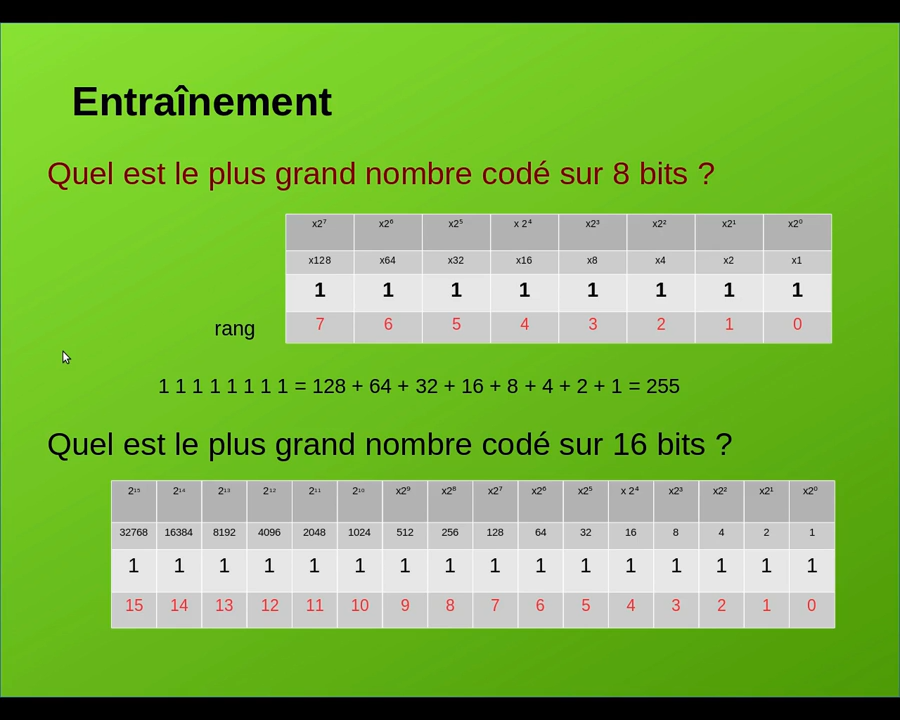 Entraînement
Quel est le plus grand nombre codé sur 8 bits ?
x2⁷ x2⁶ x2⁵ x 2⁴ x2³ x2² x2¹ x2⁰
x128 x64 x32 x16 x8 x4 x2 x1
1 1 1 1 1 1 1 1
rang 7 6 5 4 3 2 1 0
1 1 1 1 1 1 1 1 = 128 + 64 + 32 + 16 + 8 + 4 + 2 + 1 = 255
Quel est le plus grand nombre codé sur 16 bits ?
2¹⁵ 2¹⁴ 2¹³ 2¹² 2¹¹ 2¹⁰ x2⁹ x2⁸ x2⁷ x2⁶ x2⁵ x 2⁴ x2³ x2² x2¹ x2⁰
32768 16384 8192 4096 2048 1024 512 256 128 64 32 16 8 4 2 1
1 1 1 1 1 1 1 1 1 1 1 1 1 1 1 1
15 14 13 12 11 10 9 8 7 6 5 4 3 2 1 0